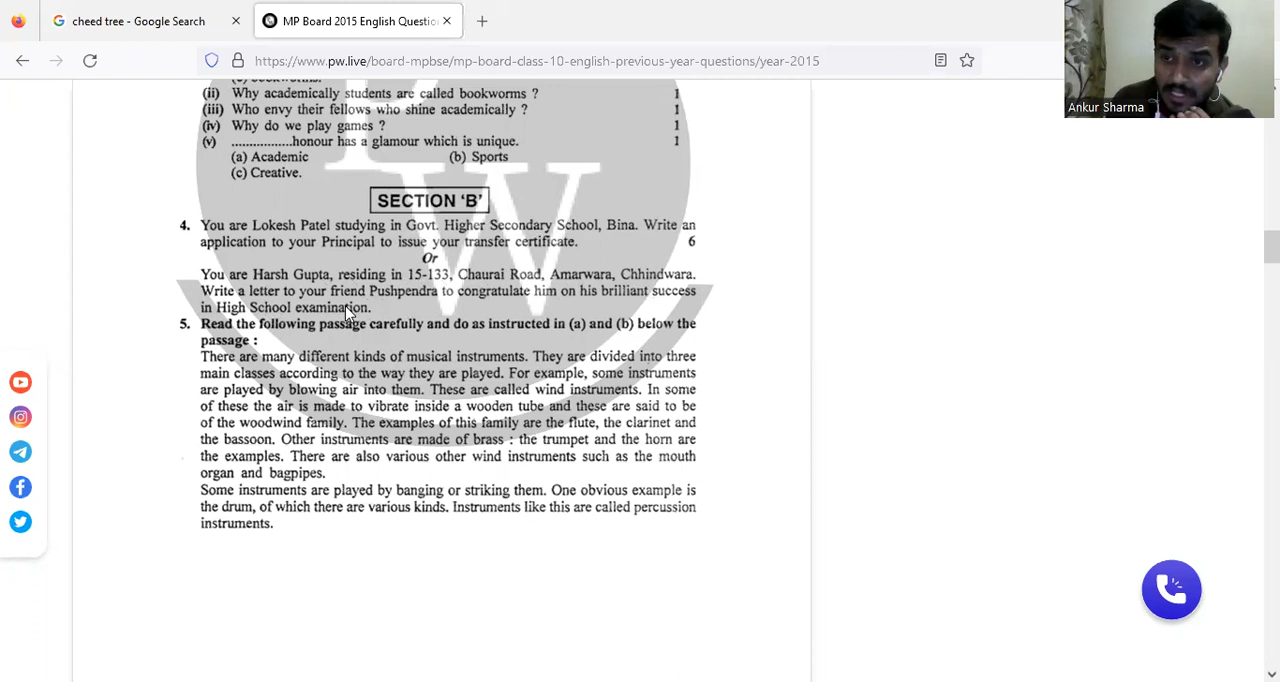 cheed tree - Google Search
MP Board 2015 English Questio
https://www.pw.live/board-mpbse/mp-board-class-10-english-previous-year-questions/year-2015
Ankur Sharma
(ii) Why academically students are called bookworms ? 1
(iii) Who envy their fellows who shine academically ? 1
(iv) Why do we play games ? 1
(v) .................honour has a glamour which is unique. 1
(a) Academic (b) Sports
(c) Creative.
SECTION 'B'
4. You are Lokesh Patel studying in Govt. Higher Secondary School, Bina. Write an
application to your Principal to issue your transfer certificate. 6
Or
You are Harsh Gupta, residing in 15-133, Chaurai Road, Amarwara, Chhindwara.
Write a letter to your friend Pushpendra to congratulate him on his brilliant success
in High School examination.
5. Read the following passage carefully and do as instructed in (a) and (b) below the
passage :
There are many different kinds of musical instruments. They are divided into three
main classes according to the way they are played. For example, some instruments
are played by blowing air into them. These are called wind instruments. In some
of these the air is made to vibrate inside a wooden tube and these are said to be
of the woodwind family. The examples of this family are the flute, the clarinet and
the bassoon. Other instruments are made of brass : the trumpet and the horn are
the examples. There are also various other wind instruments such as the mouth
organ and bagpipes.
Some instruments are played by banging or striking them. One obvious example is
the drum, of which there are various kinds. Instruments like this are called percussion
instruments.